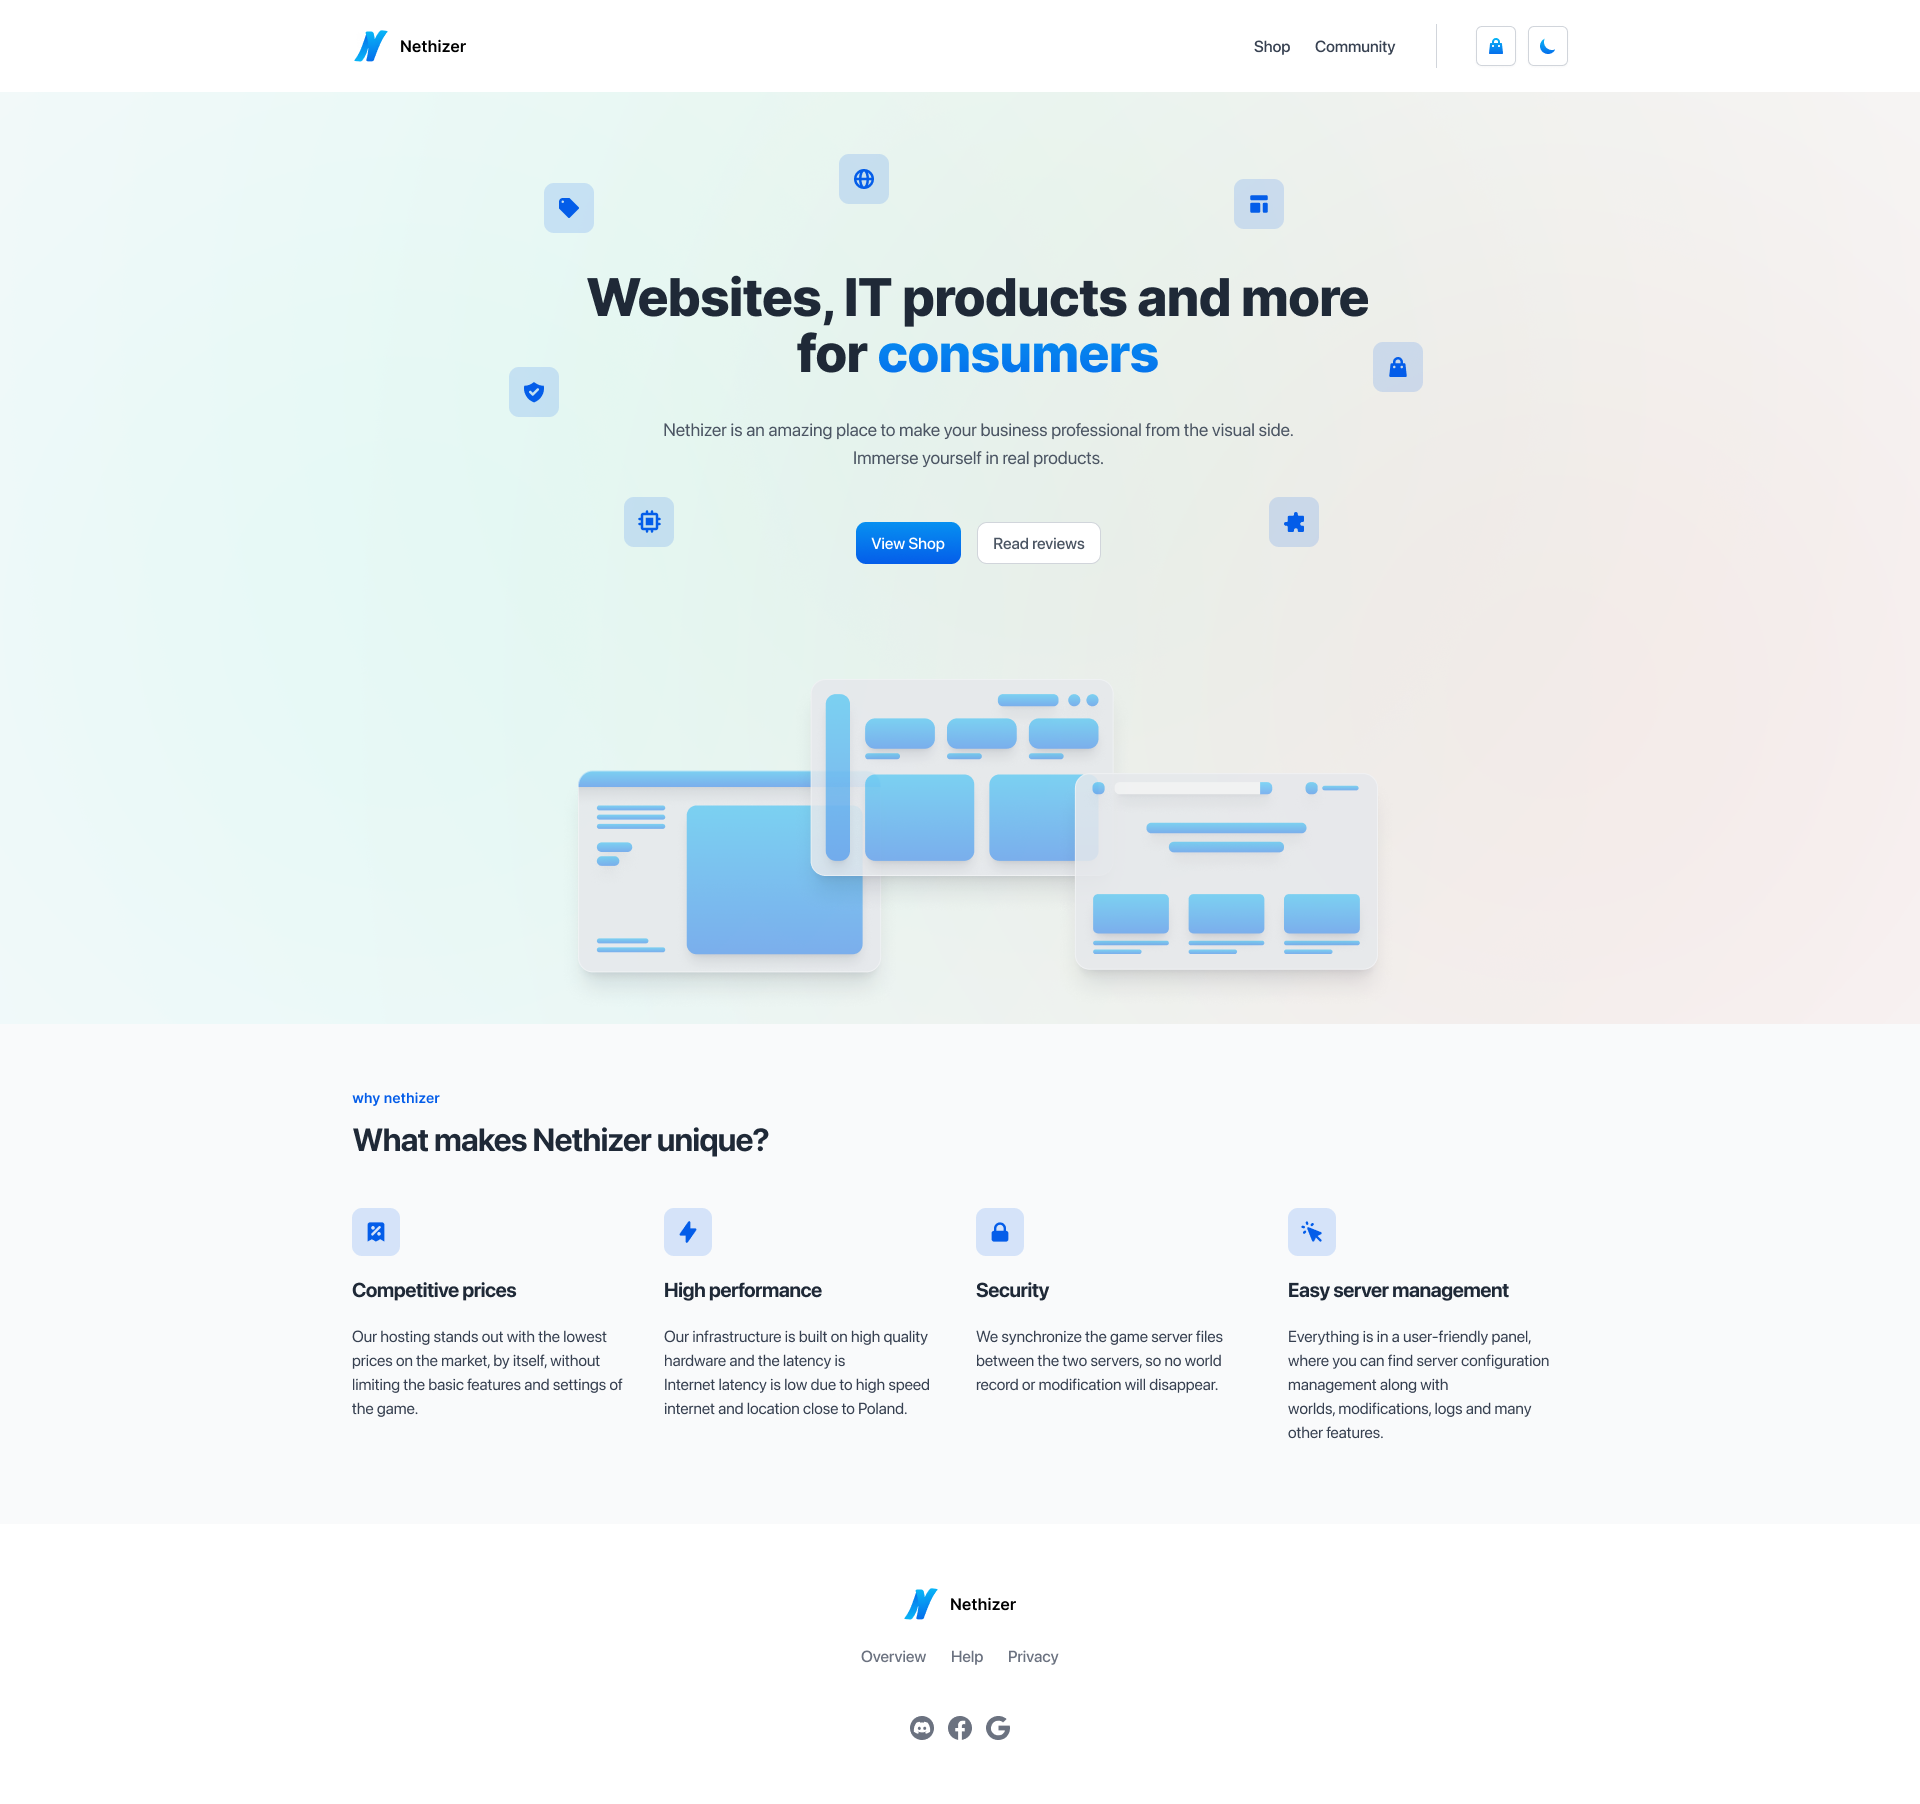 Nethizer
Shop
Community
Websites, IT products and more
for consumers
Nethizer is an amazing place to make your business professional from the visual side.
Immerse yourself in real products.
View Shop
Read reviews
why nethizer
What makes Nethizer unique?
Competitive prices
Our hosting stands out with the lowest
prices on the market, by itself, without
limiting the basic features and settings of
the game.
High performance
Our infrastructure is built on high quality
hardware and the latency is
Internet latency is low due to high speed
internet and location close to Poland.
Security
We synchronize the game server files
between the two servers, so no world
record or modification will disappear.
Easy server management
Everything is in a user-friendly panel,
where you can find server configuration
management along with
worlds, modifications, logs and many
other features.
Nethizer
Overview
Help
Privacy